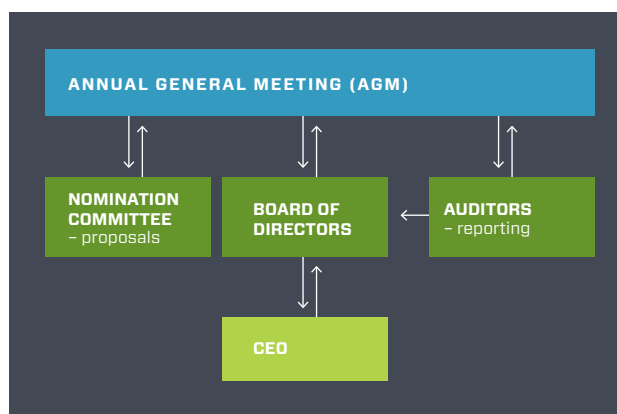 ANNUAL GENERAL MEETING (AGM)
NOMINATION
COMMITTEE
– proposals
BOARD OF
DIRECTORS
AUDITORS
– reporting
CEO